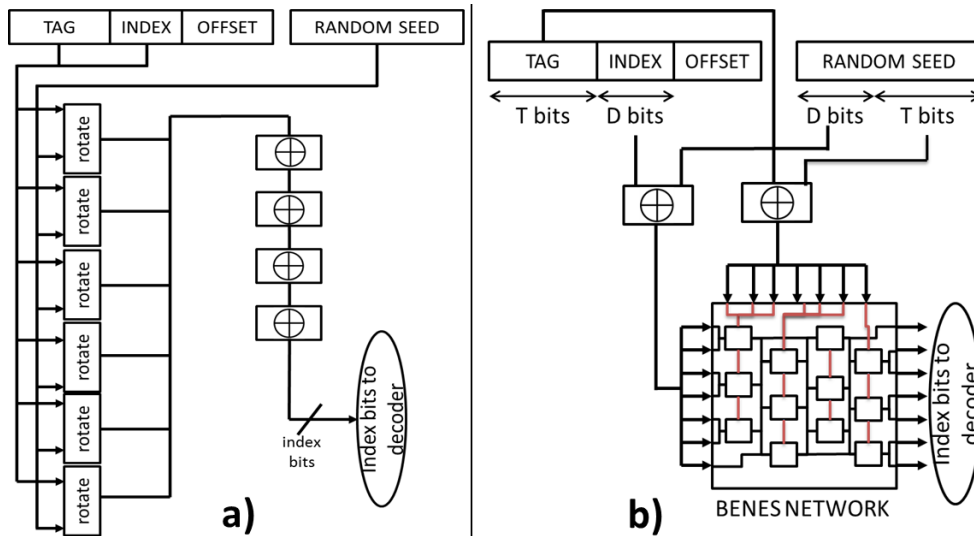 TAG INDEX OFFSET RANDOM SEED
rotate
rotate
rotate
rotate
rotate
rotate
index
bits
Index bits to
decoder
a)
TAG INDEX OFFSET RANDOM SEED
T bits D bits D bits T bits
Index bits to
decoder
BENES NETWORK
b)